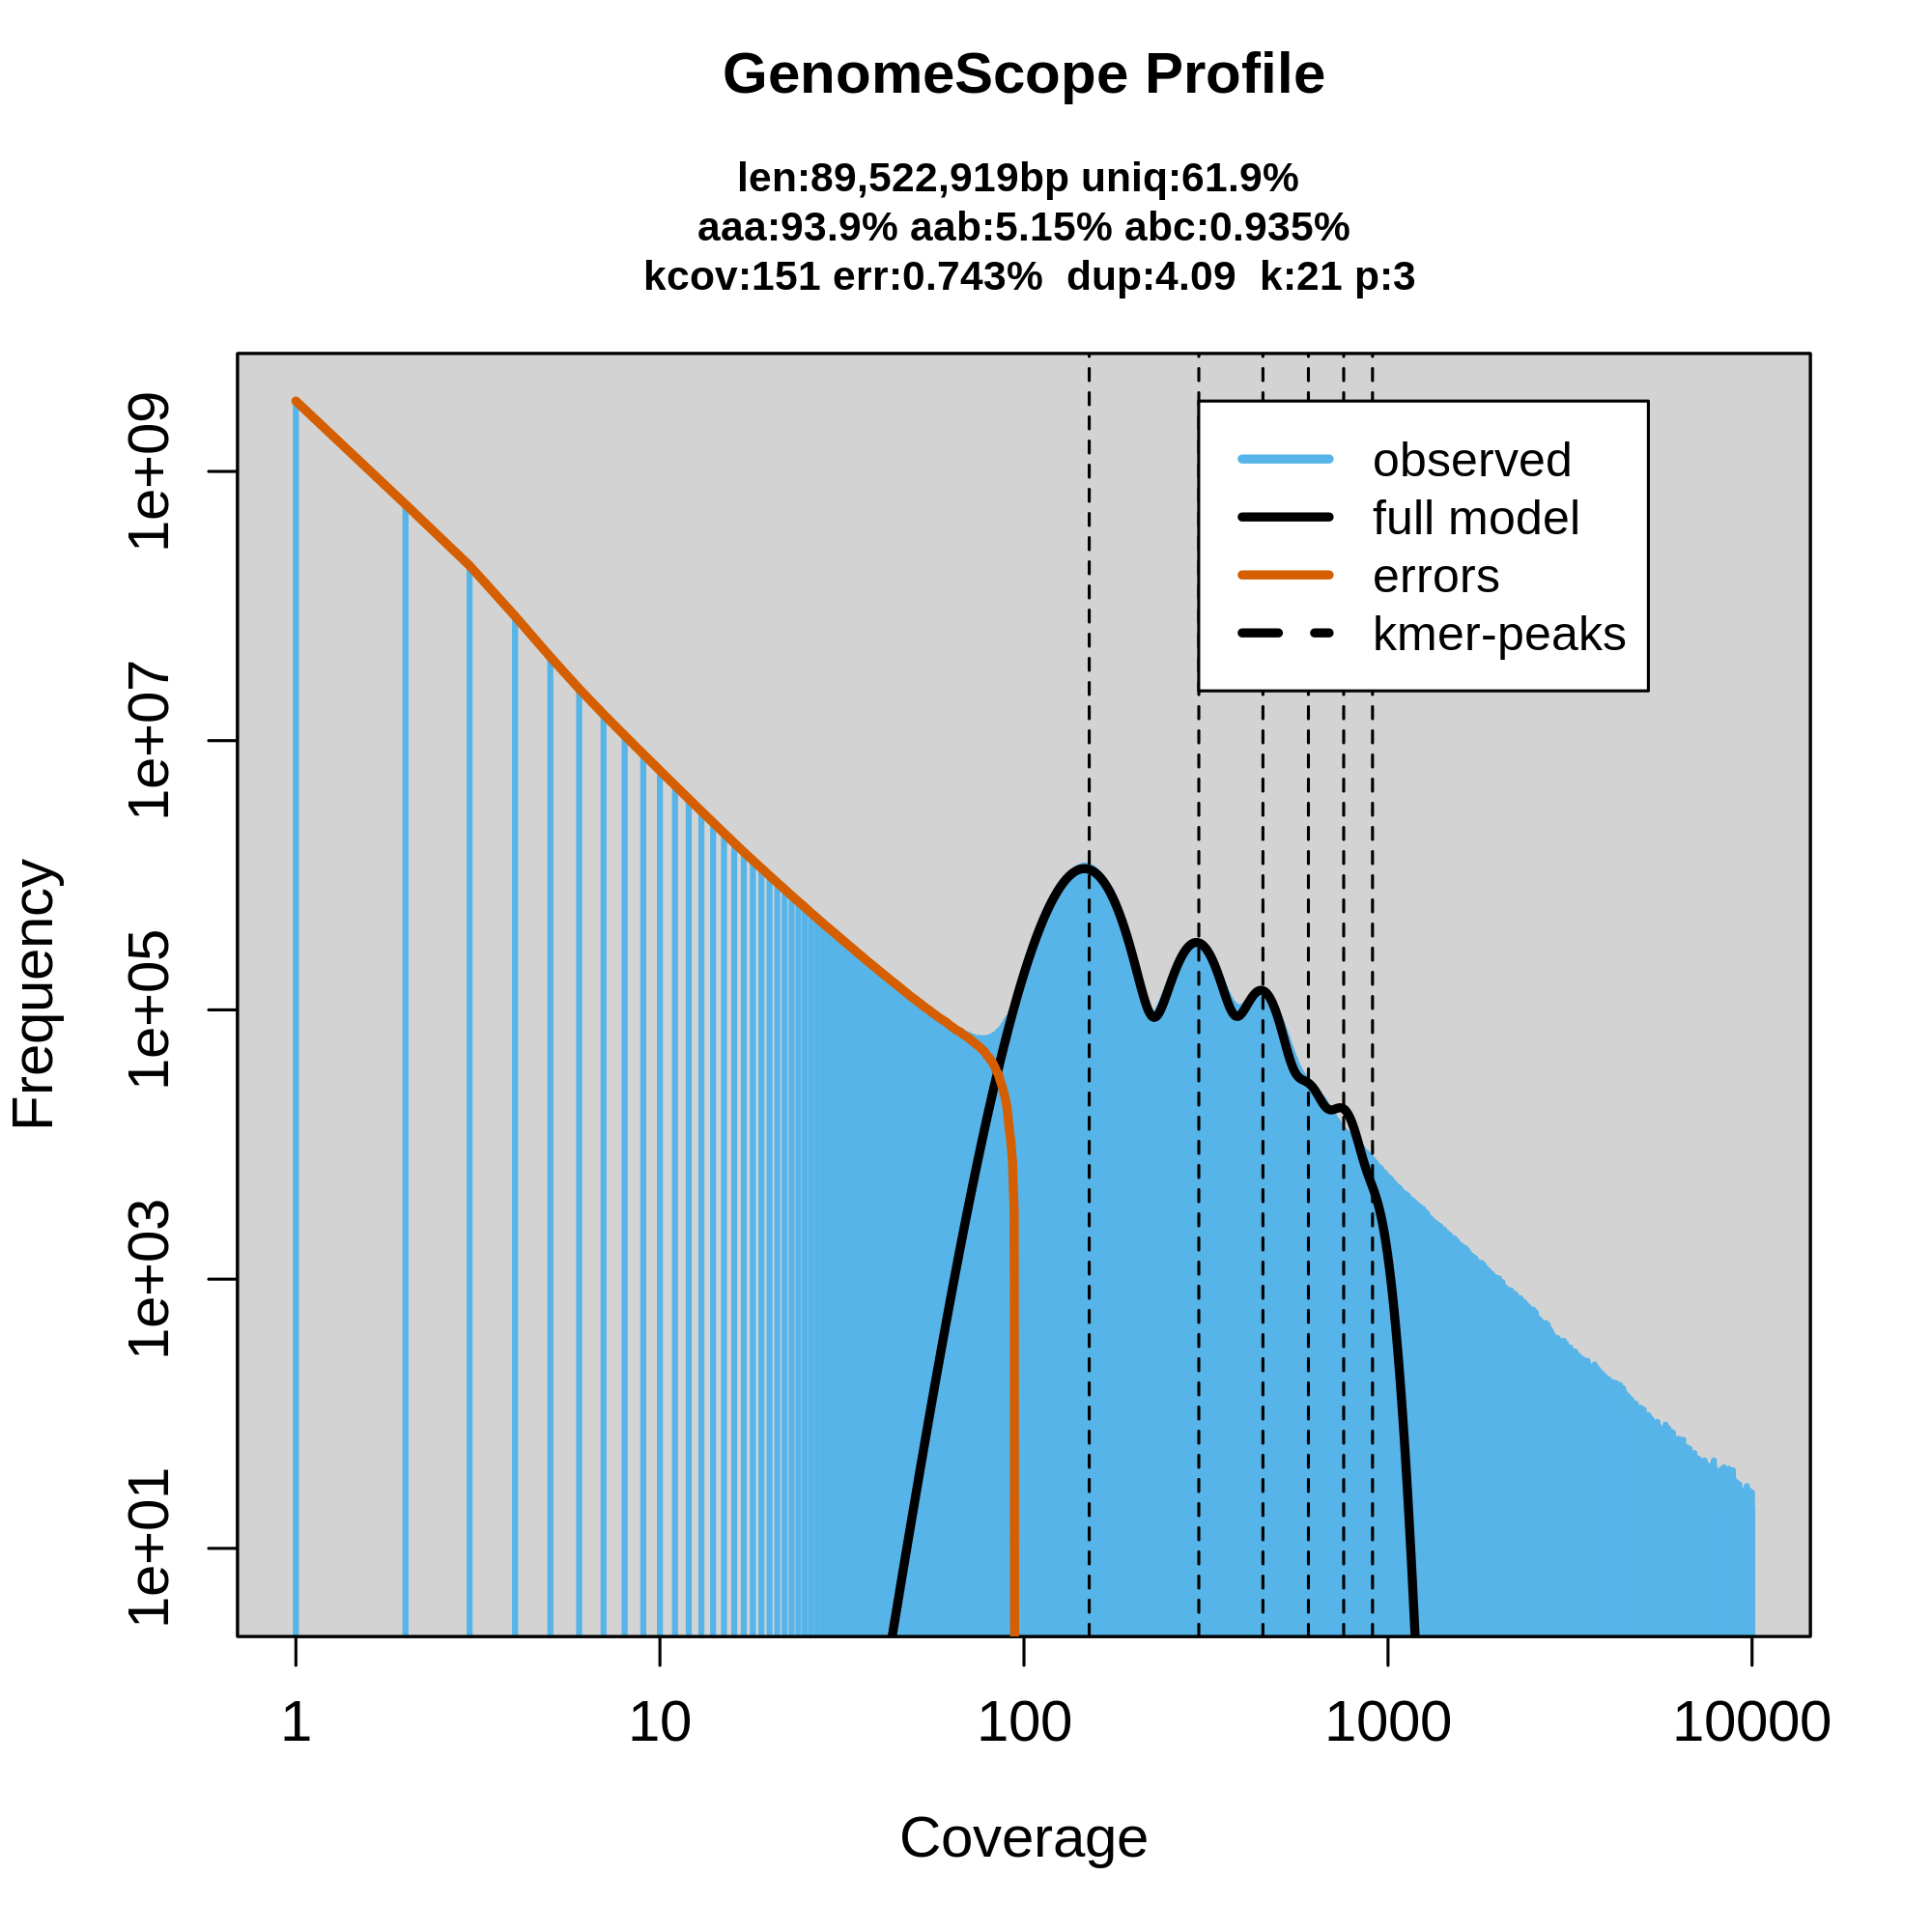 GenomeScope Profile
len:89,522,919bp uniq:61.9%
aaa:93.9% aab:5.15% abc:0.935%
kcov:151 err:0.743%  dup:4.09  k:21 p:3
observed
full model
errors
kmer-peaks
Frequency
1e+09
1e+07
1e+05
1e+03
1e+01
1 10 100 1000 10000
Coverage